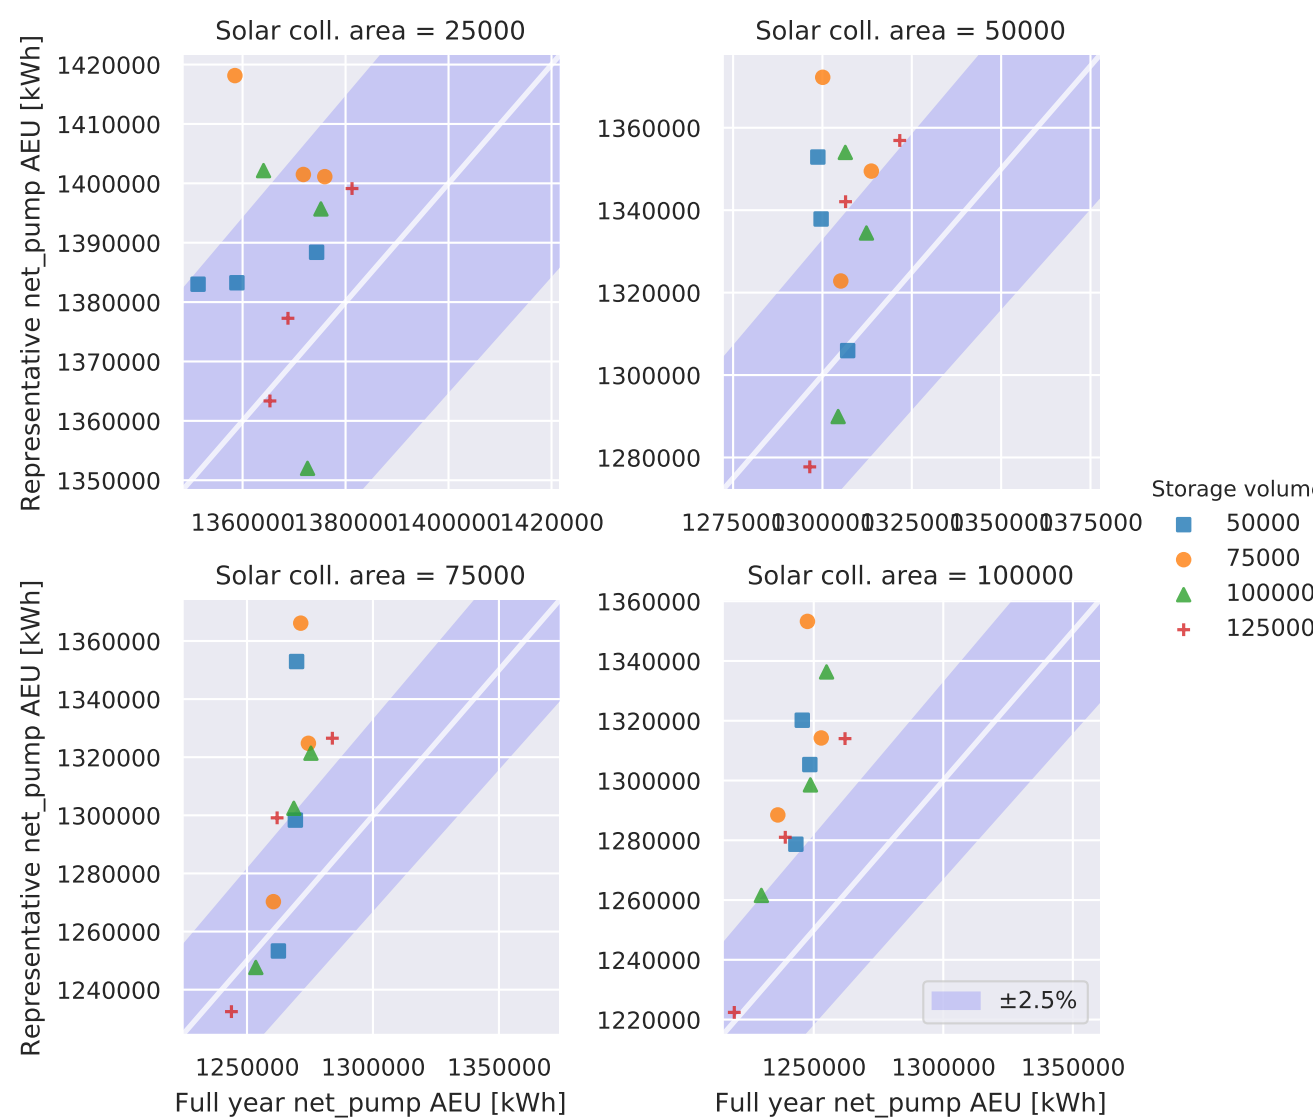 Solar coll. area = 25000
Representative net_pump AEU [kWh]
1420000
1410000
1400000
1390000
1380000
1370000
1360000
1350000
1360000 1380000 1400000 1420000
Solar coll. area = 50000
1360000
1340000
1320000
1300000
1280000
1275000 1300000 1325000 1350000 1375000
Storage volume
50000
75000
100000
125000
Solar coll. area = 75000
Representative net_pump AEU [kWh]
1360000
1340000
1320000
1300000
1280000
1260000
1240000
1250000 1300000 1350000
Full year net_pump AEU [kWh]
Solar coll. area = 100000
1360000
1340000
1320000
1300000
1280000
1260000
1240000
1220000
±2.5%
1250000 1300000 1350000
Full year net_pump AEU [kWh]